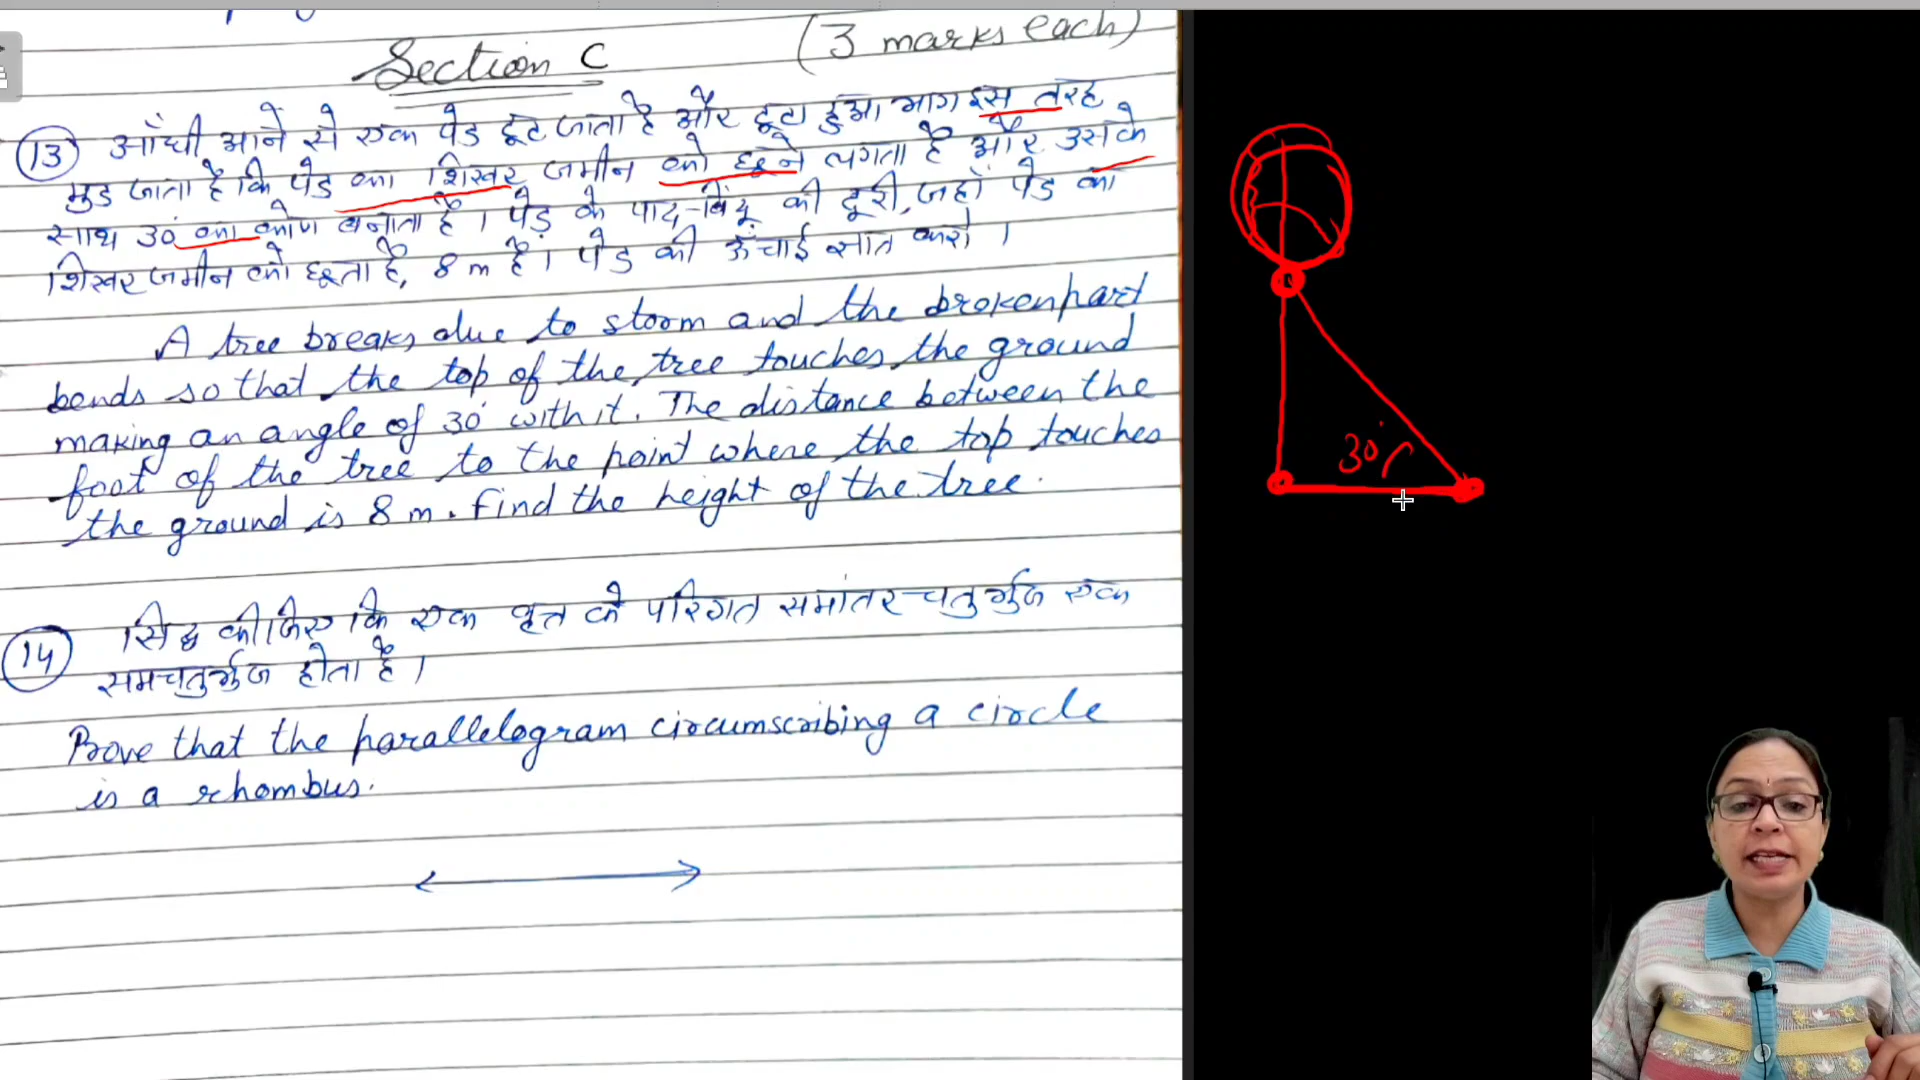 Section C
(3 marks each)
(13) आँधी आने से एक पेड टूट जाता है और टूटा हुआ भाग इस तरह
मुड जाता है कि पेड का शिखर जमीन को छूने लगता है और उसके
साथ 30° का कोण बनाता है। पेड़ के पाद-बिंदू की दूरी, जहाँ पेड का
शिखर जमीन को छूता है, 8 m है। पेड की ऊँचाई ज्ञात करो।
A tree breaks due to storm and the broken part
bends so that the top of the tree touches the ground
making an angle of 30° with it. The distance between the
foot of the tree to the point where the top touches
the ground is 8 m. Find the height of the tree.
(14) सिद्ध कीजिए कि एक वृत्त के परिगत समांतर चतुर्भुज एक
समचतुर्भुज होता है।
Prove that the parallelogram circumscribing a circle
is a rhombus.
30°